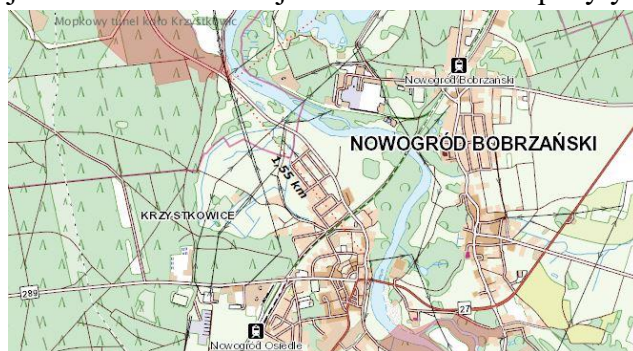 Mopkowy tunel koło Krzystkowic
Nowogród Bobrzański
NOWOGRÓD BOBRZAŃSKI
1,55 km
KRZYSTKOWICE
289
27
Nowogród Osiedle